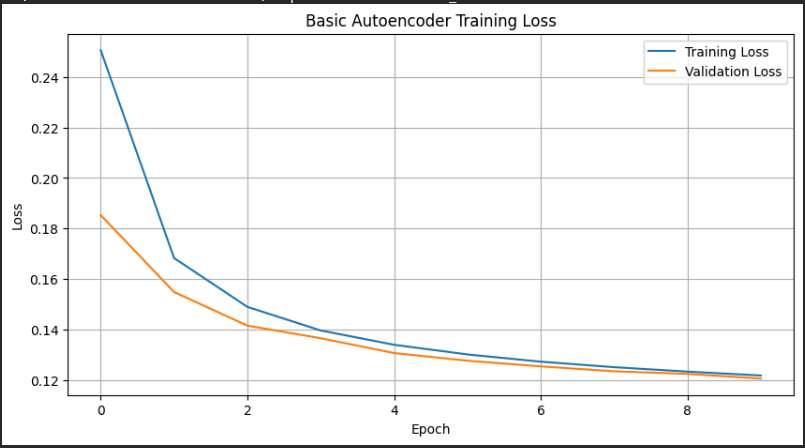 Basic Autoencoder Training Loss
Training Loss
Validation Loss
0.24
0.22
0.20
0.18
0.16
0.14
0.12
Loss
0
2
4
6
8
Epoch